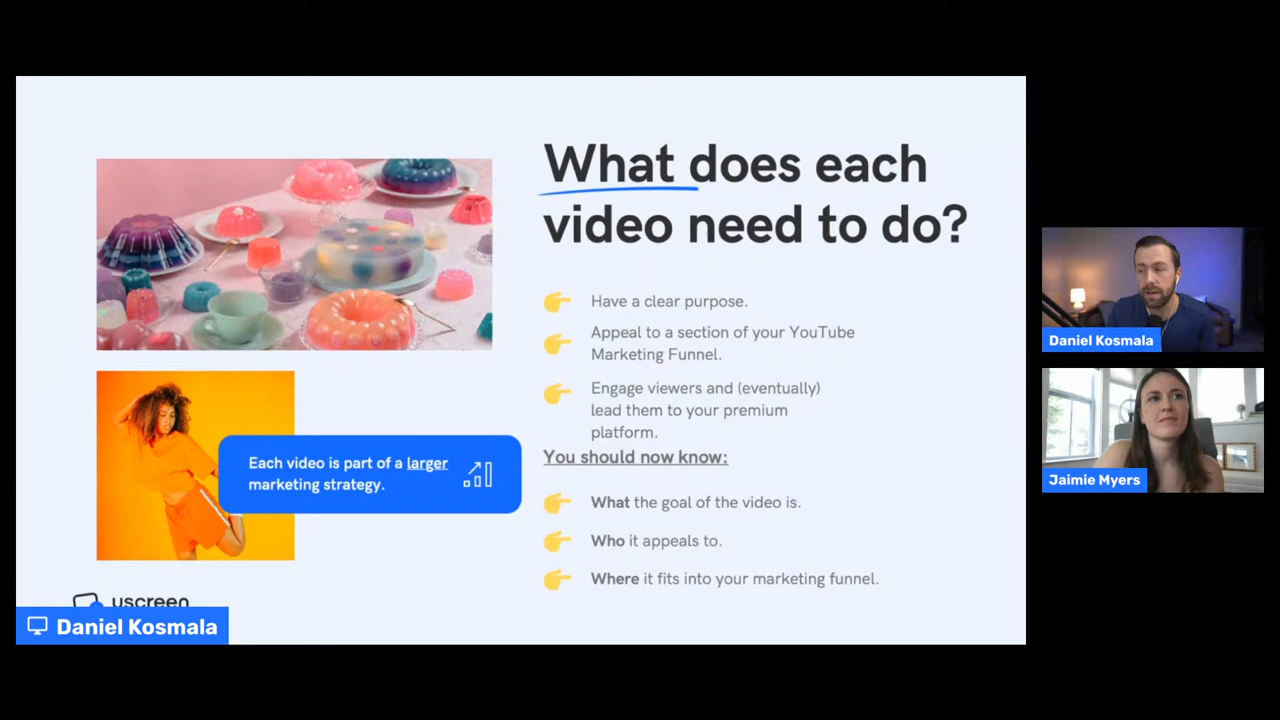 What does each
video need to do?
Have a clear purpose.
Appeal to a section of your YouTube
Marketing Funnel.
Engage viewers and (eventually)
lead them to your premium
platform.
You should now know:
What the goal of the video is.
Who it appeals to.
Where it fits into your marketing funnel.
Each video is part of a larger
marketing strategy.
uscreen
Daniel Kosmala
Daniel Kosmala
Jaimie Myers